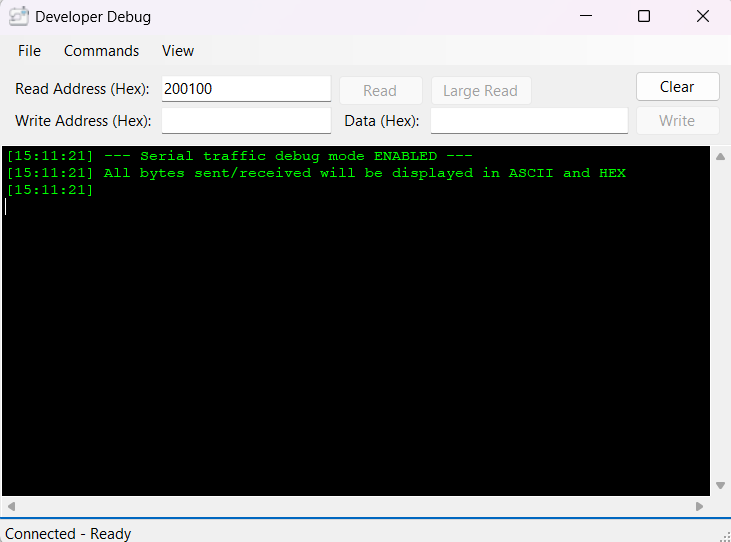 Developer Debug
File Commands View
Read Address (Hex): 200100 Read Large Read Clear
Write Address (Hex): Data (Hex): Write
[15:11:21] --- Serial traffic debug mode ENABLED ---
[15:11:21] All bytes sent/received will be displayed in ASCII and HEX
[15:11:21]
Connected - Ready